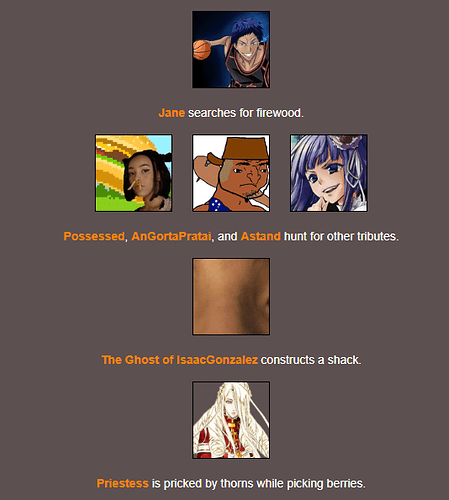 Jane searches for firewood.
Possessed, AnGortaPratai, and Astand hunt for other tributes.
The Ghost of IsaacGonzalez constructs a shack.
Priestess is pricked by thorns while picking berries.